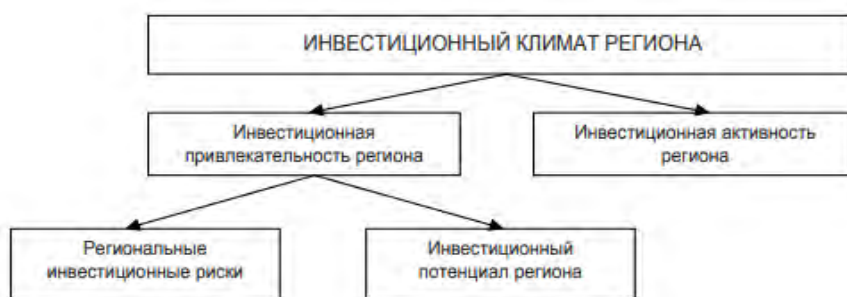 ИНВЕСТИЦИОННЫЙ КЛИМАТ РЕГИОНА
Инвестиционная
привлекательность региона
Инвестиционная активность
региона
Региональные
инвестиционные риски
Инвестиционный
потенциал региона